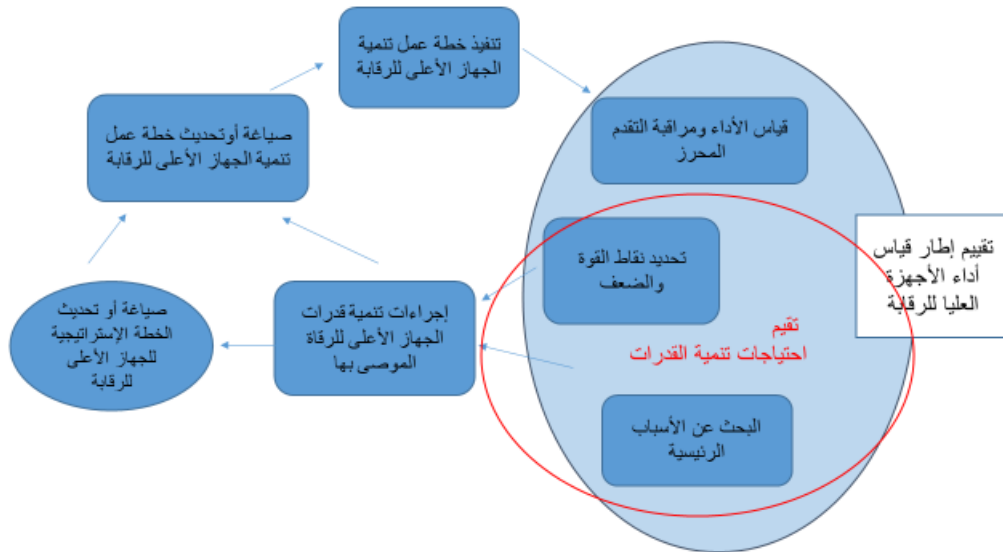 تنفيذ خطة عمل تنمية
الجهاز الأعلى للرقابة
قياس الأداء ومراقبة التقدم
المحرز
صياغة أوتحديث خطة عمل
تنمية الجهاز الأعلى للرقابة
تقييم إطار قياس
أداء الأجهزة
العليا للرقابة
تحديد نقاط القوة
والضعف
إجراءات تنمية قدرات
الجهاز الأعلى للرقاة
الموصى بها
صياغة أو تحديث
الخطة الإستراتيجية
للجهاز الأعلى
للرقابة
تقيم
احتياجات تنمية القدرات
البحث عن الأسباب
الرئيسية